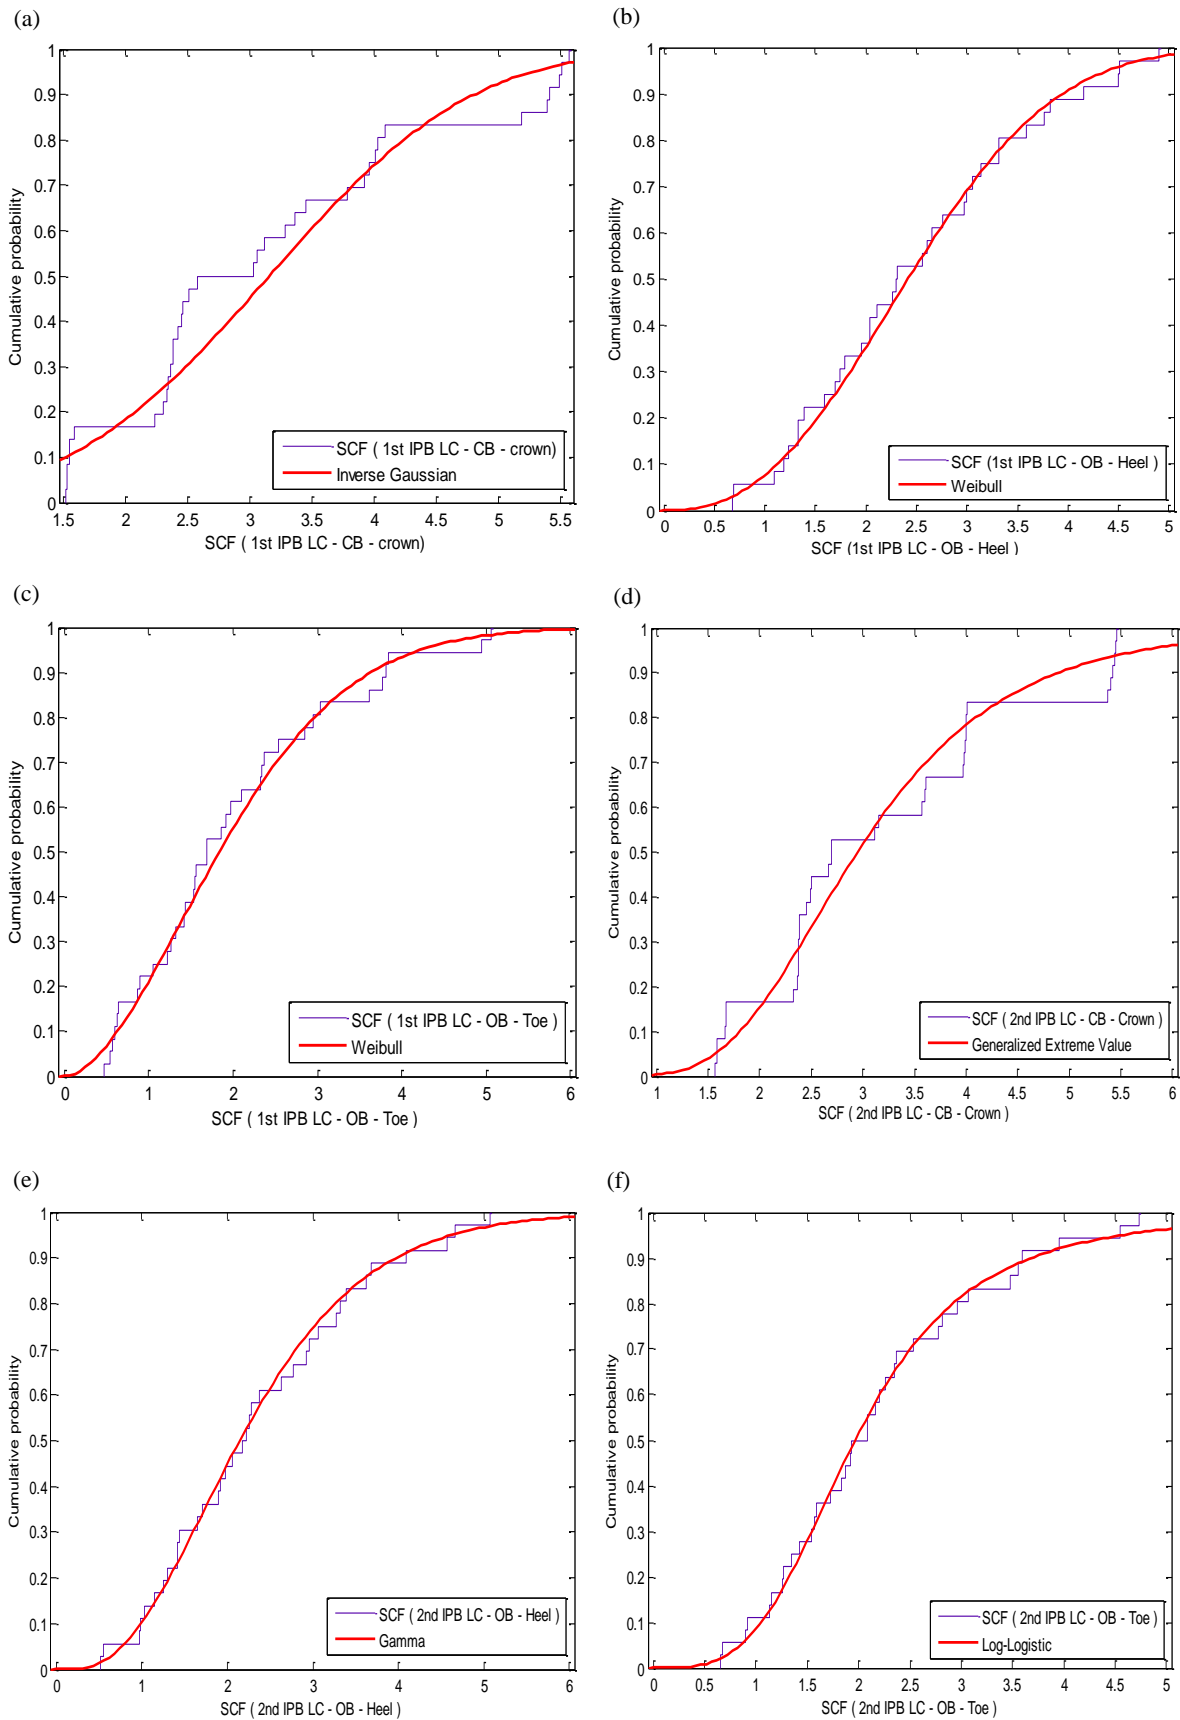 (a)
(b)
1
0.9
0.8
0.7
0.6
0.5
0.4
0.3
0.2
0.1
0
Cumulative probability
SCF ( 1st IPB LC - CB - crown)
Inverse Gaussian
1.5 2 2.5 3 3.5 4 4.5 5 5.5
SCF ( 1st IPB LC - CB - crown)
1
0.9
0.8
0.7
0.6
0.5
0.4
0.3
0.2
0.1
0
Cumulative probability
SCF (1st IPB LC - OB - Heel )
Weibull
0 0.5 1 1.5 2 2.5 3 3.5 4 4.5 5
SCF (1st IPB LC - OB - Heel )
(c)
(d)
1
0.9
0.8
0.7
0.6
0.5
0.4
0.3
0.2
0.1
0
Cumulative probability
SCF ( 1st IPB LC - OB - Toe )
Weibull
0 1 2 3 4 5 6
SCF ( 1st IPB LC - OB - Toe )
1
0.9
0.8
0.7
0.6
0.5
0.4
0.3
0.2
0.1
0
Cumulative probability
SCF ( 2nd IPB LC - CB - Crown )
Generalized Extreme Value
1 1.5 2 2.5 3 3.5 4 4.5 5 5.5 6
SCF ( 2nd IPB LC - CB - Crown )
(e)
(f)
1
0.9
0.8
0.7
0.6
0.5
0.4
0.3
0.2
0.1
0
Cumulative probability
SCF ( 2nd IPB LC - OB - Heel )
Gamma
0 1 2 3 4 5 6
SCF ( 2nd IPB LC - OB - Heel )
1
0.9
0.8
0.7
0.6
0.5
0.4
0.3
0.2
0.1
0
Cumulative probability
SCF ( 2nd IPB LC - OB - Toe )
Log-Logistic
0 0.5 1 1.5 2 2.5 3 3.5 4 4.5 5
SCF ( 2nd IPB LC - OB - Toe )